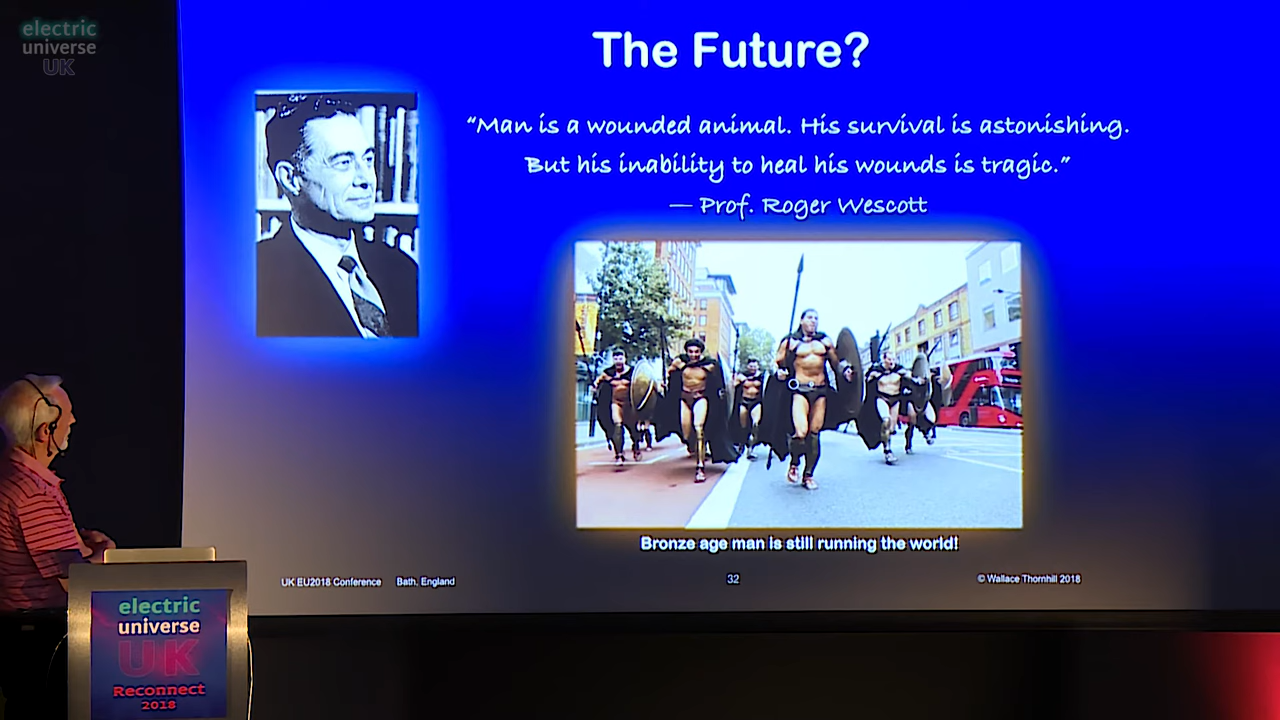 electric
universe
UK
The Future?
“Man is a wounded animal. His survival is astonishing.
But his inability to heal his wounds is tragic.”
— Prof. Roger Wescott
Bronze age man is still running the world!
UK EU2018 Conference Bath, England
32
© Wallace Thornhill 2018
electric
universe
UK
Reconnect
2018